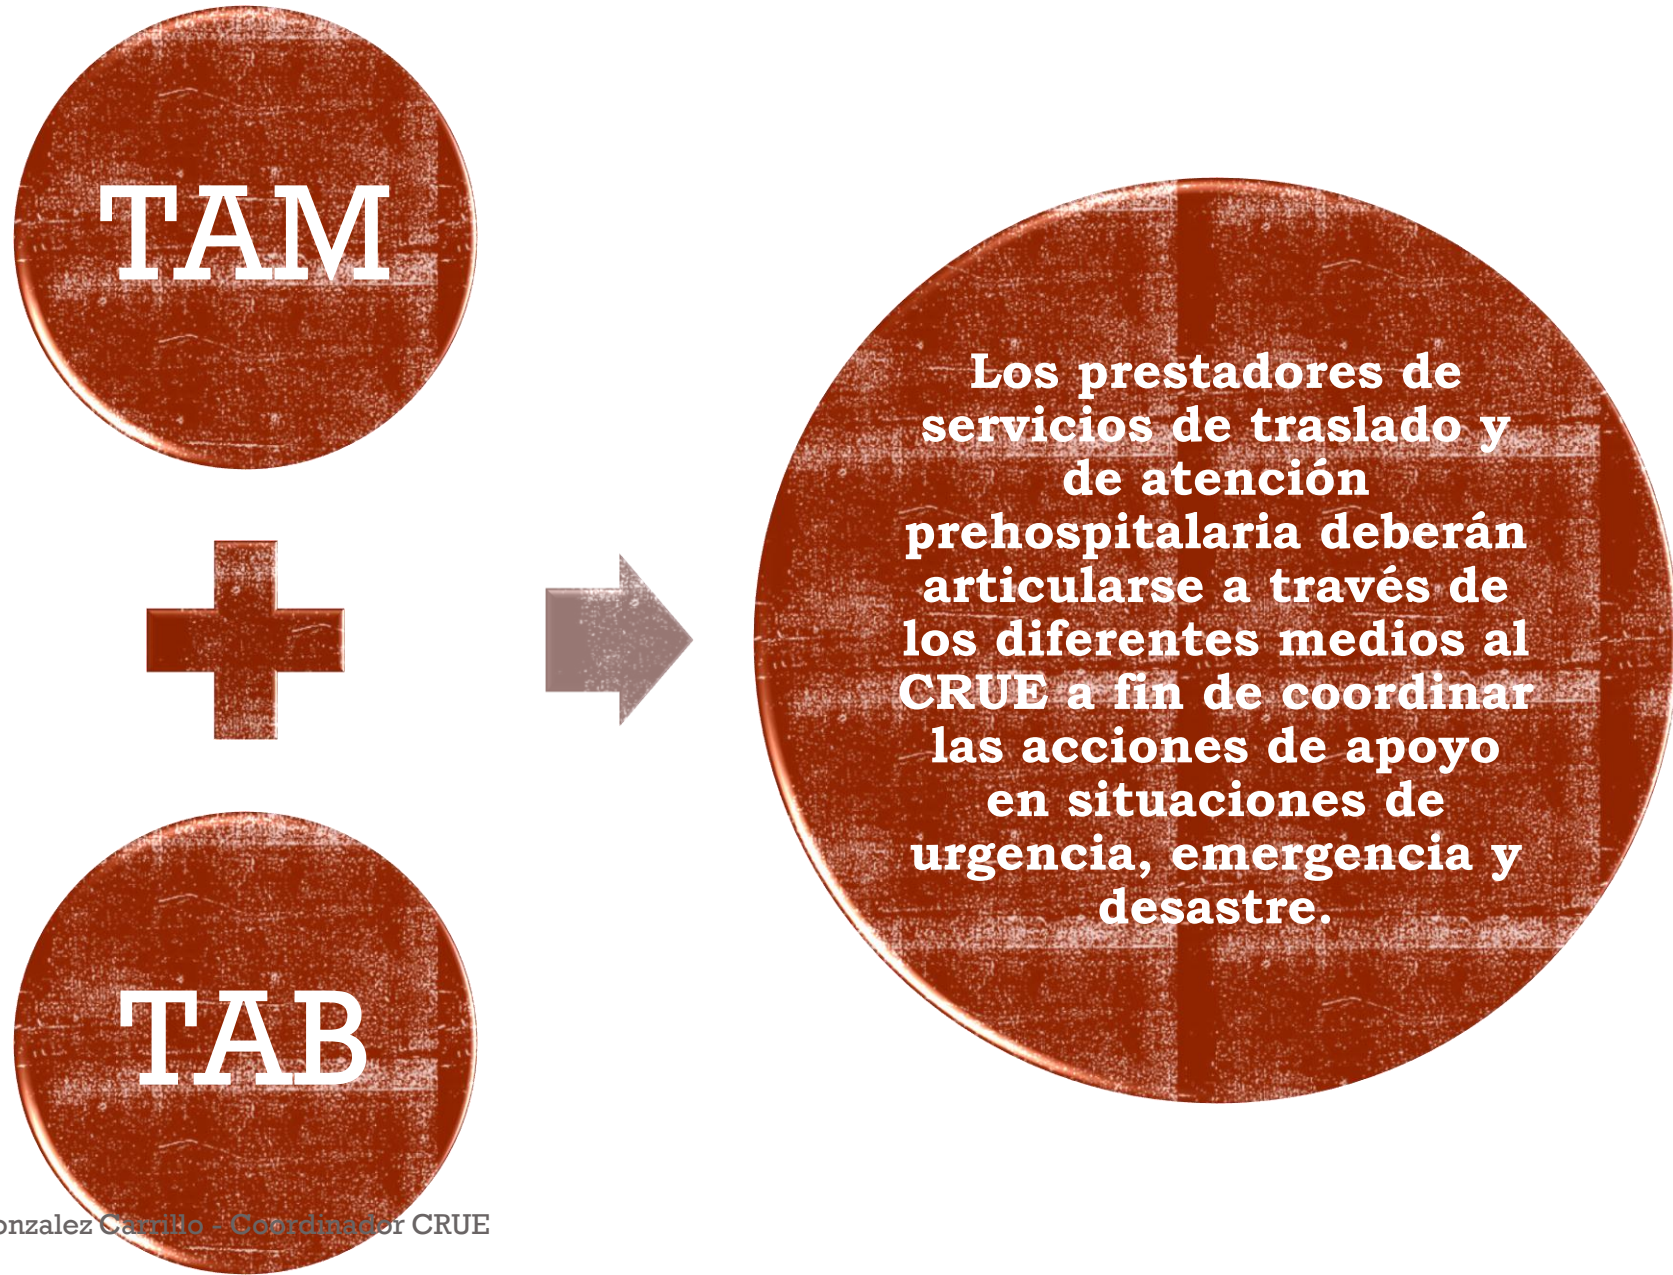 TAM
TAB
Los prestadores de
servicios de traslado y
de atención
prehospitalaria deberán
articularse a través de
los diferentes medios al
CRUE a fin de coordinar
las acciones de apoyo
en situaciones de
urgencia, emergencia y
desastre.
Carrillo - Coordinador CRUE